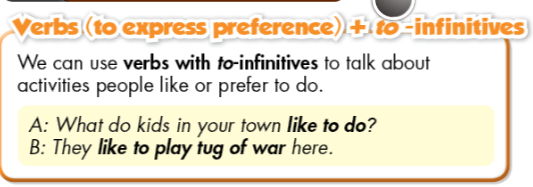 Verbs (to express preference) + to -infinitives
We can use verbs with to-infinitives to talk about
activities people like or prefer to do.
A: What do kids in your town like to do?
B: They like to play tug of war here.